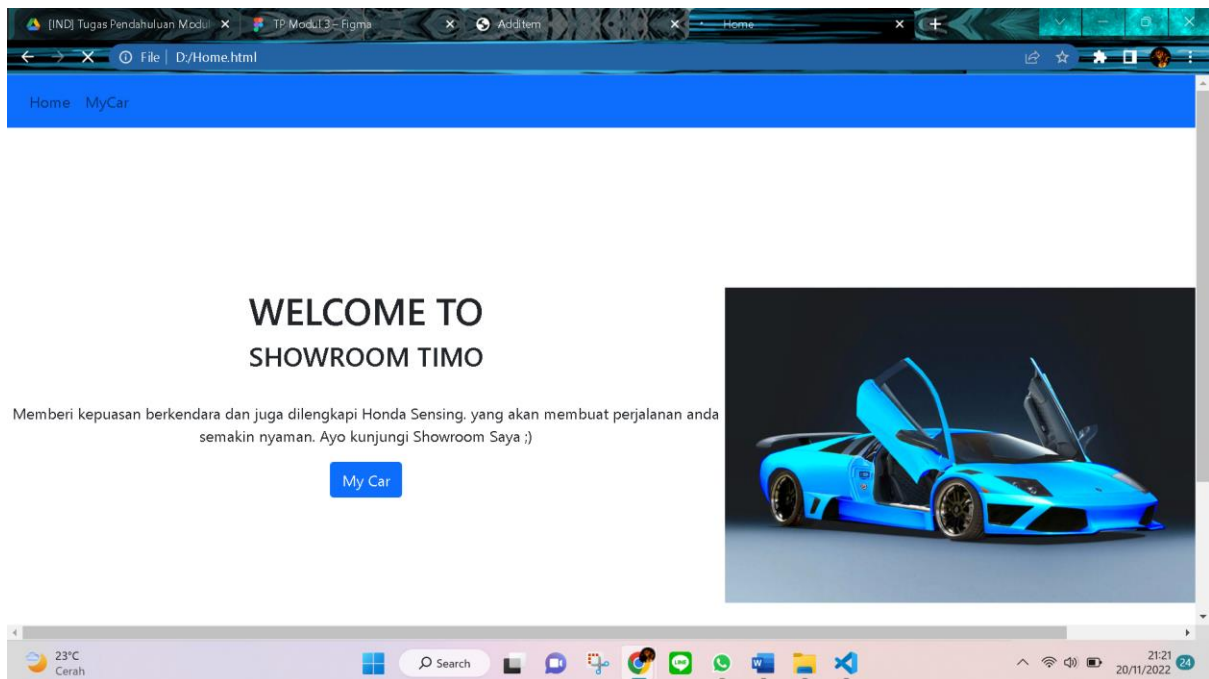 [IND] Tugas Pendahuluan Modul
TP Modul 3 – Figma
Additem
Home
File | D:/Home.html
Home MyCar
WELCOME TO
SHOWROOM TIMO
Memberi kepuasan berkendara dan juga dilengkapi Honda Sensing. yang akan membuat perjalanan anda
semakin nyaman. Ayo kunjungi Showroom Saya ;)
My Car
23°C
Cerah
Search
21:21
20/11/2022
24